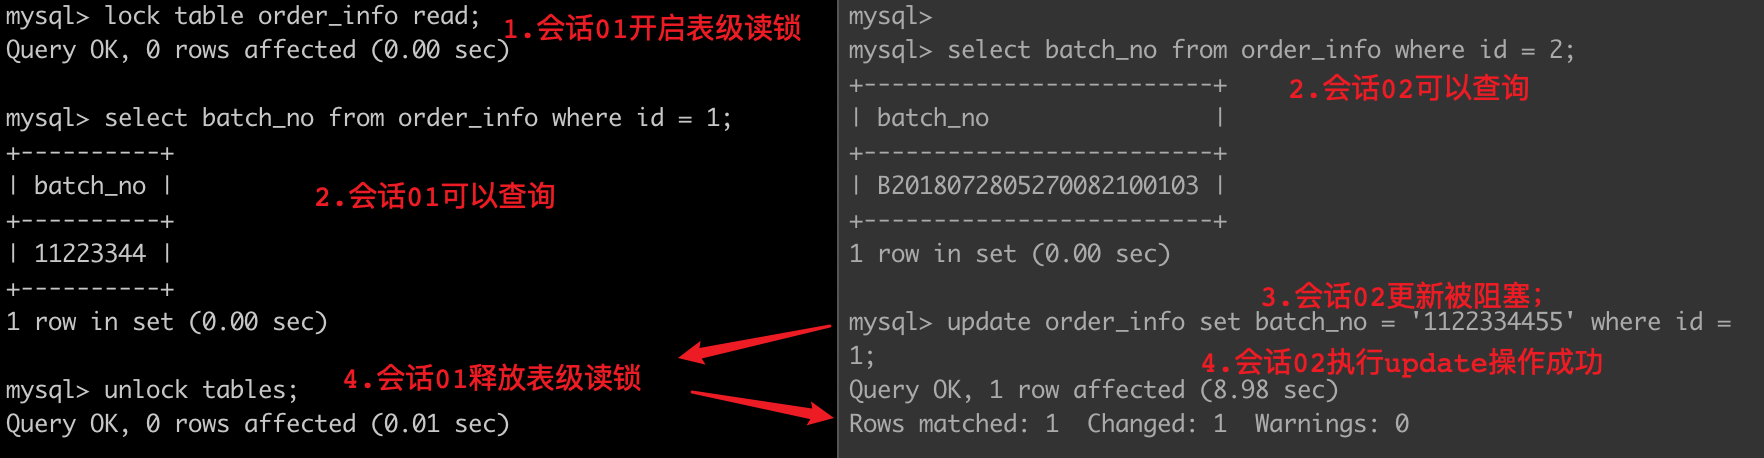 mysql> lock table order_info read;
1.会话01开启表级读锁
Query OK, 0 rows affected (0.00 sec)
mysql> select batch_no from order_info where id = 1;
+----------+
| batch_no |
+----------+
2.会话01可以查询
| 11223344 |
+----------+
1 row in set (0.00 sec)
4.会话01释放表级读锁
mysql> unlock tables;
Query OK, 0 rows affected (0.01 sec)
mysql>
mysql> select batch_no from order_info where id = 2;
+-------------------------+
2.会话02可以查询
| batch_no                |
+-------------------------+
| B2018072805270082100103 |
+-------------------------+
1 row in set (0.00 sec)
3.会话02更新被阻塞;
mysql> update order_info set batch_no = '1122334455' where id =
1;
4.会话02执行update操作成功
Query OK, 1 row affected (8.98 sec)
Rows matched: 1  Changed: 1  Warnings: 0